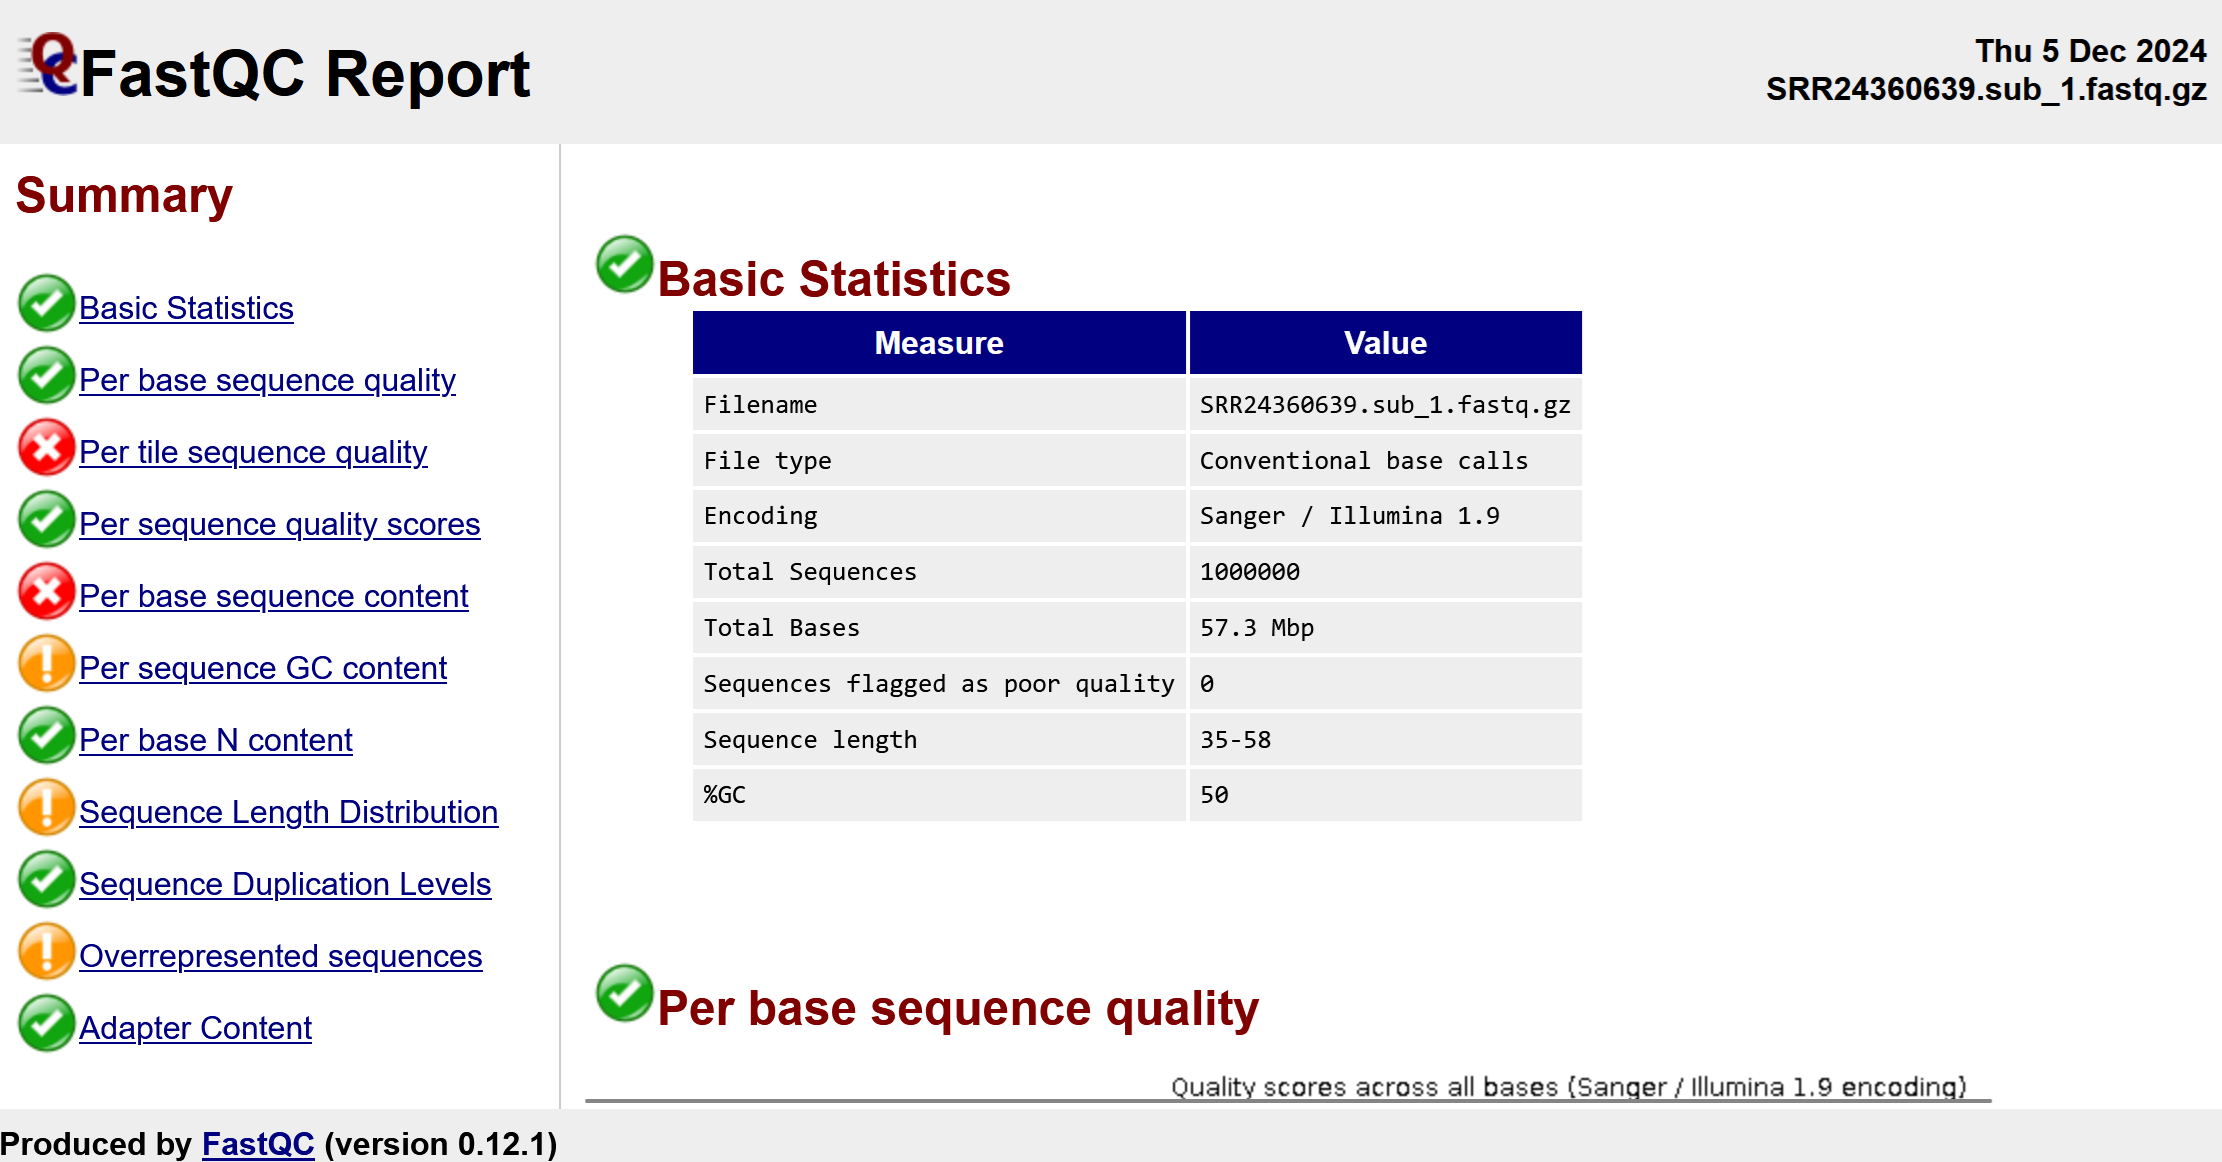 FastQC Report
Thu 5 Dec 2024
SRR24360639.sub_1.fastq.gz
Summary
Basic Statistics
Per base sequence quality
Per tile sequence quality
Per sequence quality scores
Per base sequence content
Per sequence GC content
Per base N content
Sequence Length Distribution
Sequence Duplication Levels
Overrepresented sequences
Adapter Content
Basic Statistics
Measure Value
Filename SRR24360639.sub_1.fastq.gz
File type Conventional base calls
Encoding Sanger / Illumina 1.9
Total Sequences 1000000
Total Bases 57.3 Mbp
Sequences flagged as poor quality 0
Sequence length 35-58
%GC 50
Per base sequence quality
Quality scores across all bases (Sanger / Illumina 1.9 encoding)
Produced by FastQC (version 0.12.1)